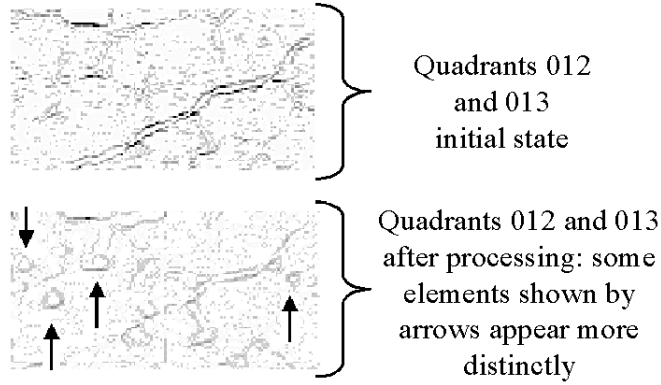 Quadrants 012
and 013
initial state
Quadrants 012 and 013
after processing: some
elements shown by
arrows appear more
distinctly